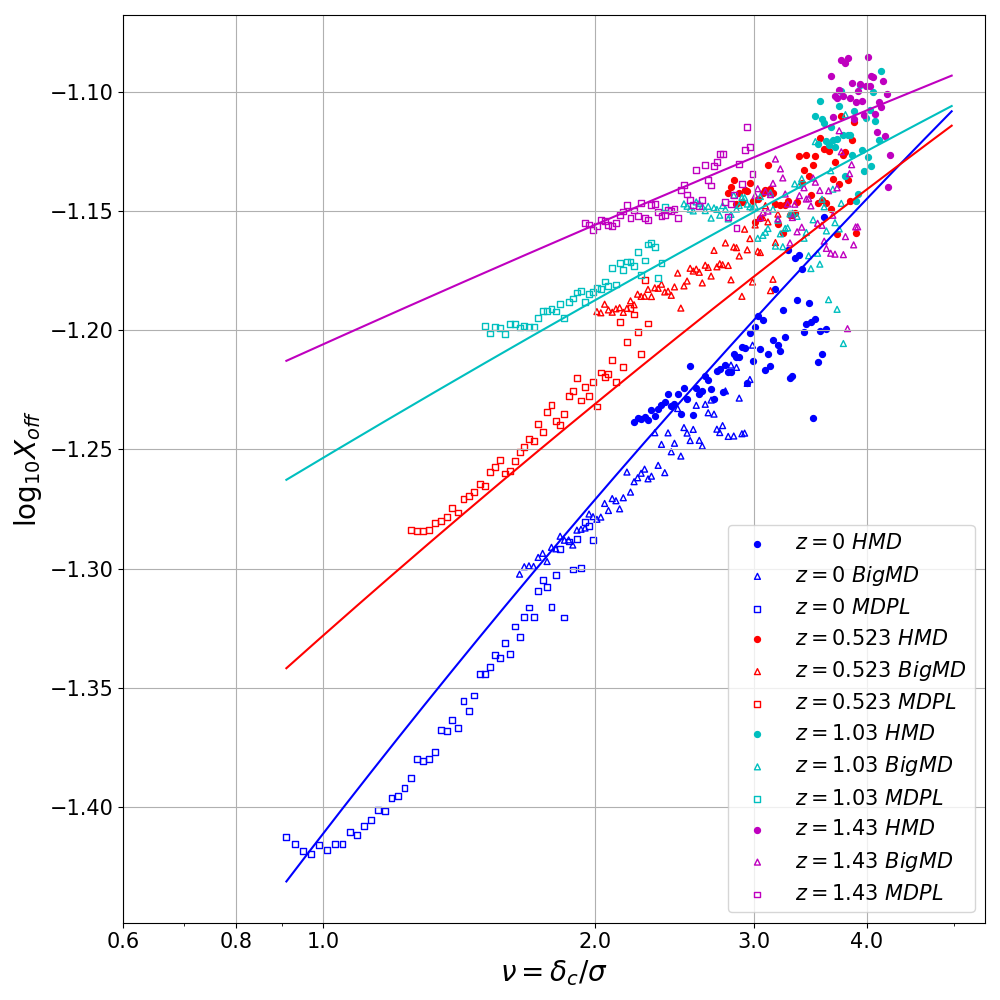 log₁₀X_off
−1.10
−1.15
−1.20
−1.25
−1.30
−1.35
−1.40
0.6
0.8
1.0
2.0
3.0
4.0
ν = δ_c/σ
z = 0 HMD
z = 0 BigMD
z = 0 MDPL
z = 0.523 HMD
z = 0.523 BigMD
z = 0.523 MDPL
z = 1.03 HMD
z = 1.03 BigMD
z = 1.03 MDPL
z = 1.43 HMD
z = 1.43 BigMD
z = 1.43 MDPL